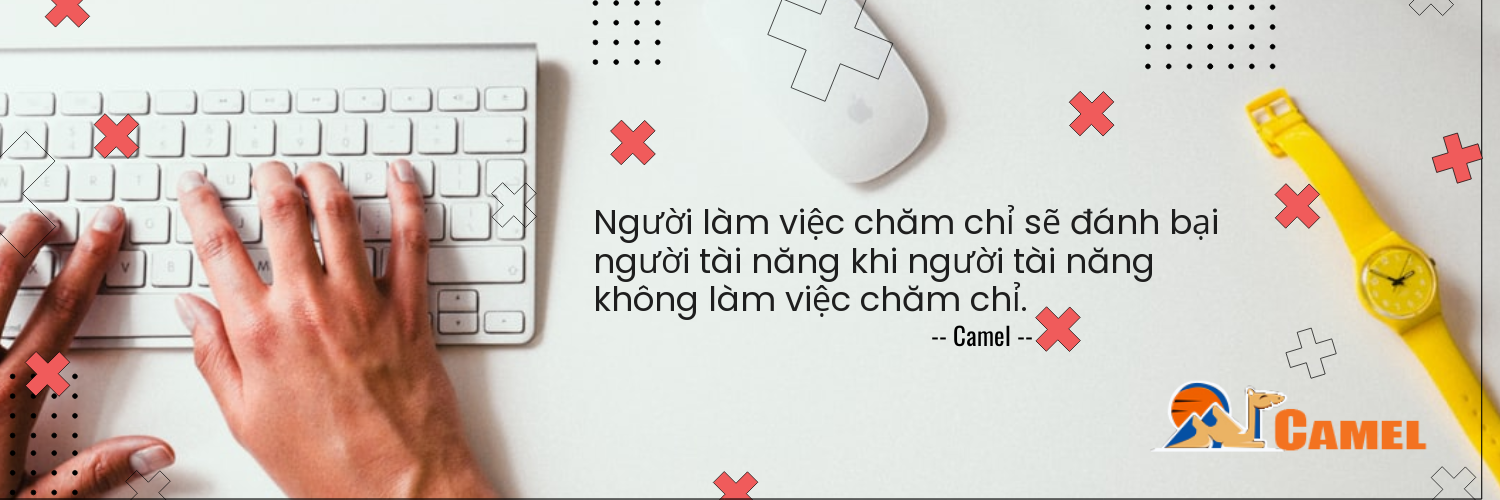 Người làm việc chăm chỉ sẽ đánh bại
người tài năng khi người tài năng
không làm việc chăm chỉ.
-- Camel --
CAMEL